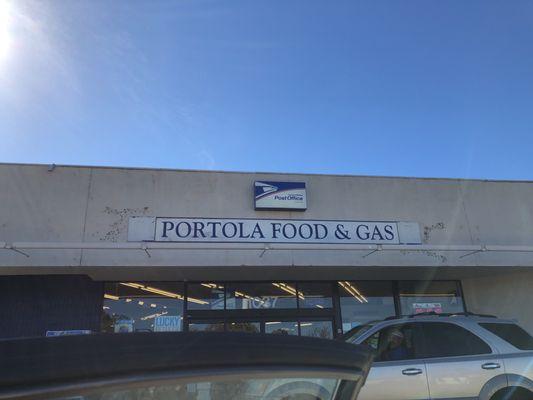 Post Office
PORTOLA FOOD & GAS
LUCKY